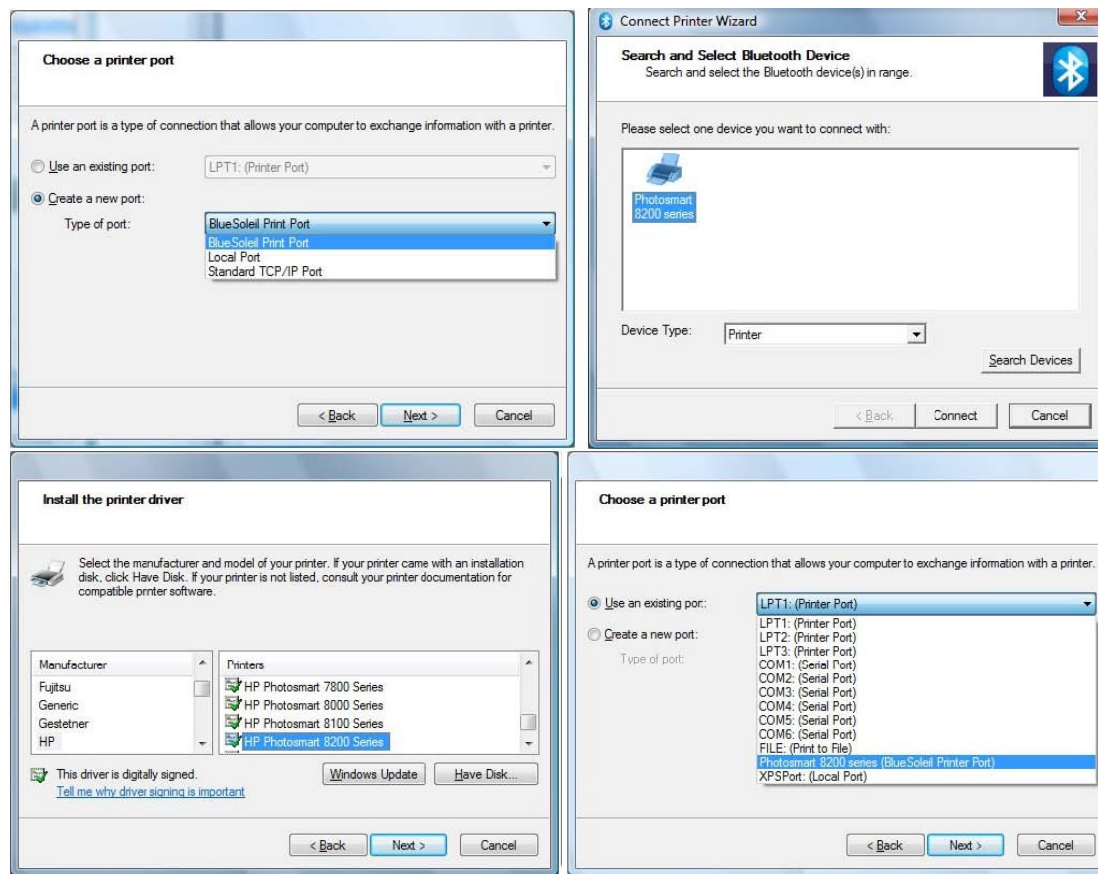 Choose a printer port
A printer port is a type of connection that allows your computer to exchange information with a printer.
Use an existing port:
LPT1: (Printer Port)
Create a new port:
Type of port:
BlueSoleil Print Port
BlueSoleil Print Port
Local Port
Standard TCP/IP Port
< Back
Next >
Cancel
Connect Printer Wizard
Search and Select Bluetooth Device
Search and select the Bluetooth device(s) in range.
Please select one device you want to connect with:
Photosmart
8200 series
Device Type:
Printer
Search Devices
< Back
Connect
Cancel
Install the printer driver
Select the manufacturer and model of your printer. If your printer came with an installation
disk, click Have Disk. If your printer is not listed, consult your printer documentation for
compatible printer software.
Manufacturer
Fujitsu
Generic
Gestetner
HP
Printers
HP Photosmart 7800 Series
HP Photosmart 8000 Series
HP Photosmart 8100 Series
HP Photosmart 8200 Series
This driver is digitally signed.
Tell me why driver signing is important
Windows Update
Have Disk...
< Back
Next >
Cancel
Choose a printer port
A printer port is a type of connection that allows your computer to exchange information with a printer.
Use an existing port:
LPT1: (Printer Port)
LPT1: (Printer Port)
LPT2: (Printer Port)
LPT3: (Printer Port)
COM1: (Serial Port)
COM2: (Serial Port)
COM3: (Serial Port)
COM4: (Serial Port)
COM5: (Serial Port)
COM6: (Serial Port)
FILE: (Print to File)
Photosmart 8200 series (BlueSoleil Printer Port)
XPSPort: (Local Port)
Create a new port:
Type of port:
< Back
Next >
Cancel